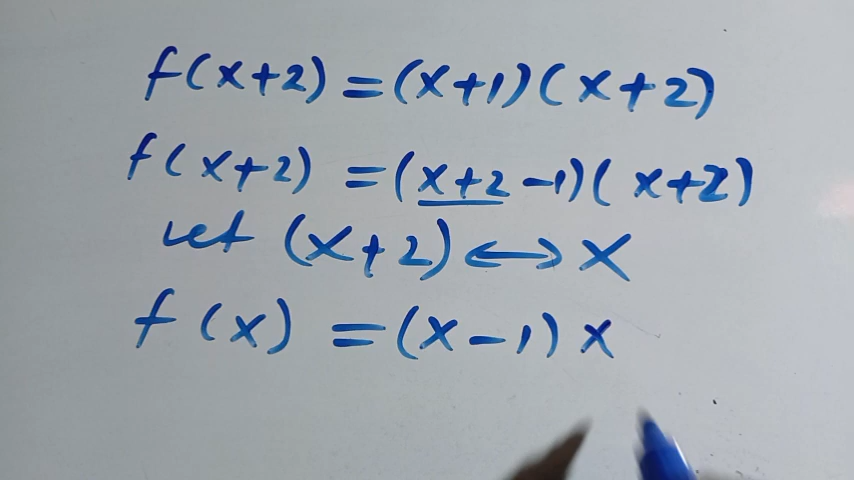 f(x+2) = (x+1)(x+2)
f(x+2) = (x+2-1)(x+2)
let (x+2) ⟷ x
f(x) = (x-1)x